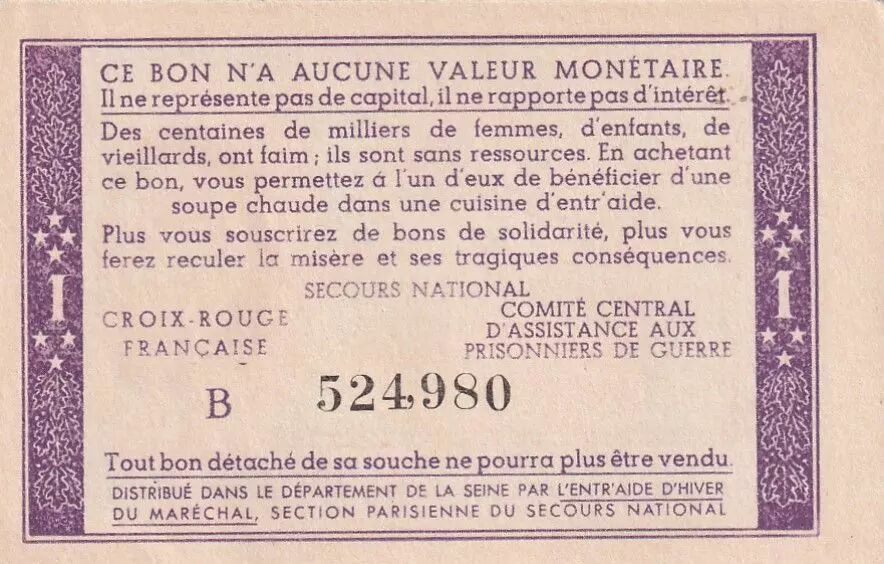 CE BON N'A AUCUNE VALEUR MONÉTAIRE.
Il ne représente pas de capital, il ne rapporte pas d'intérêt.
Des centaines de milliers de femmes, d'enfants, de
vieillards, ont faim ; ils sont sans ressources. En achetant
ce bon, vous permettez á l'un d'eux de bénéficier d'une
soupe chaude dans une cuisine d'entr'aide.
Plus vous souscrirez de bons de solidarité, plus vous
ferez reculer la misère et ses tragiques conséquences.
SECOURS NATIONAL
CROIX-ROUGE
FRANÇAISE
COMITÉ CENTRAL
D'ASSISTANCE AUX
PRISONNIERS DE GUERRE
1
1
B 524,980
Tout bon détaché de sa souche ne pourra plus être vendu.
DISTRIBUÉ DANS LE DÉPARTEMENT DE LA SEINE PAR L'ENTR'AIDE D'HIVER
DU MARÉCHAL, SECTION PARISIENNE DU SECOURS NATIONAL